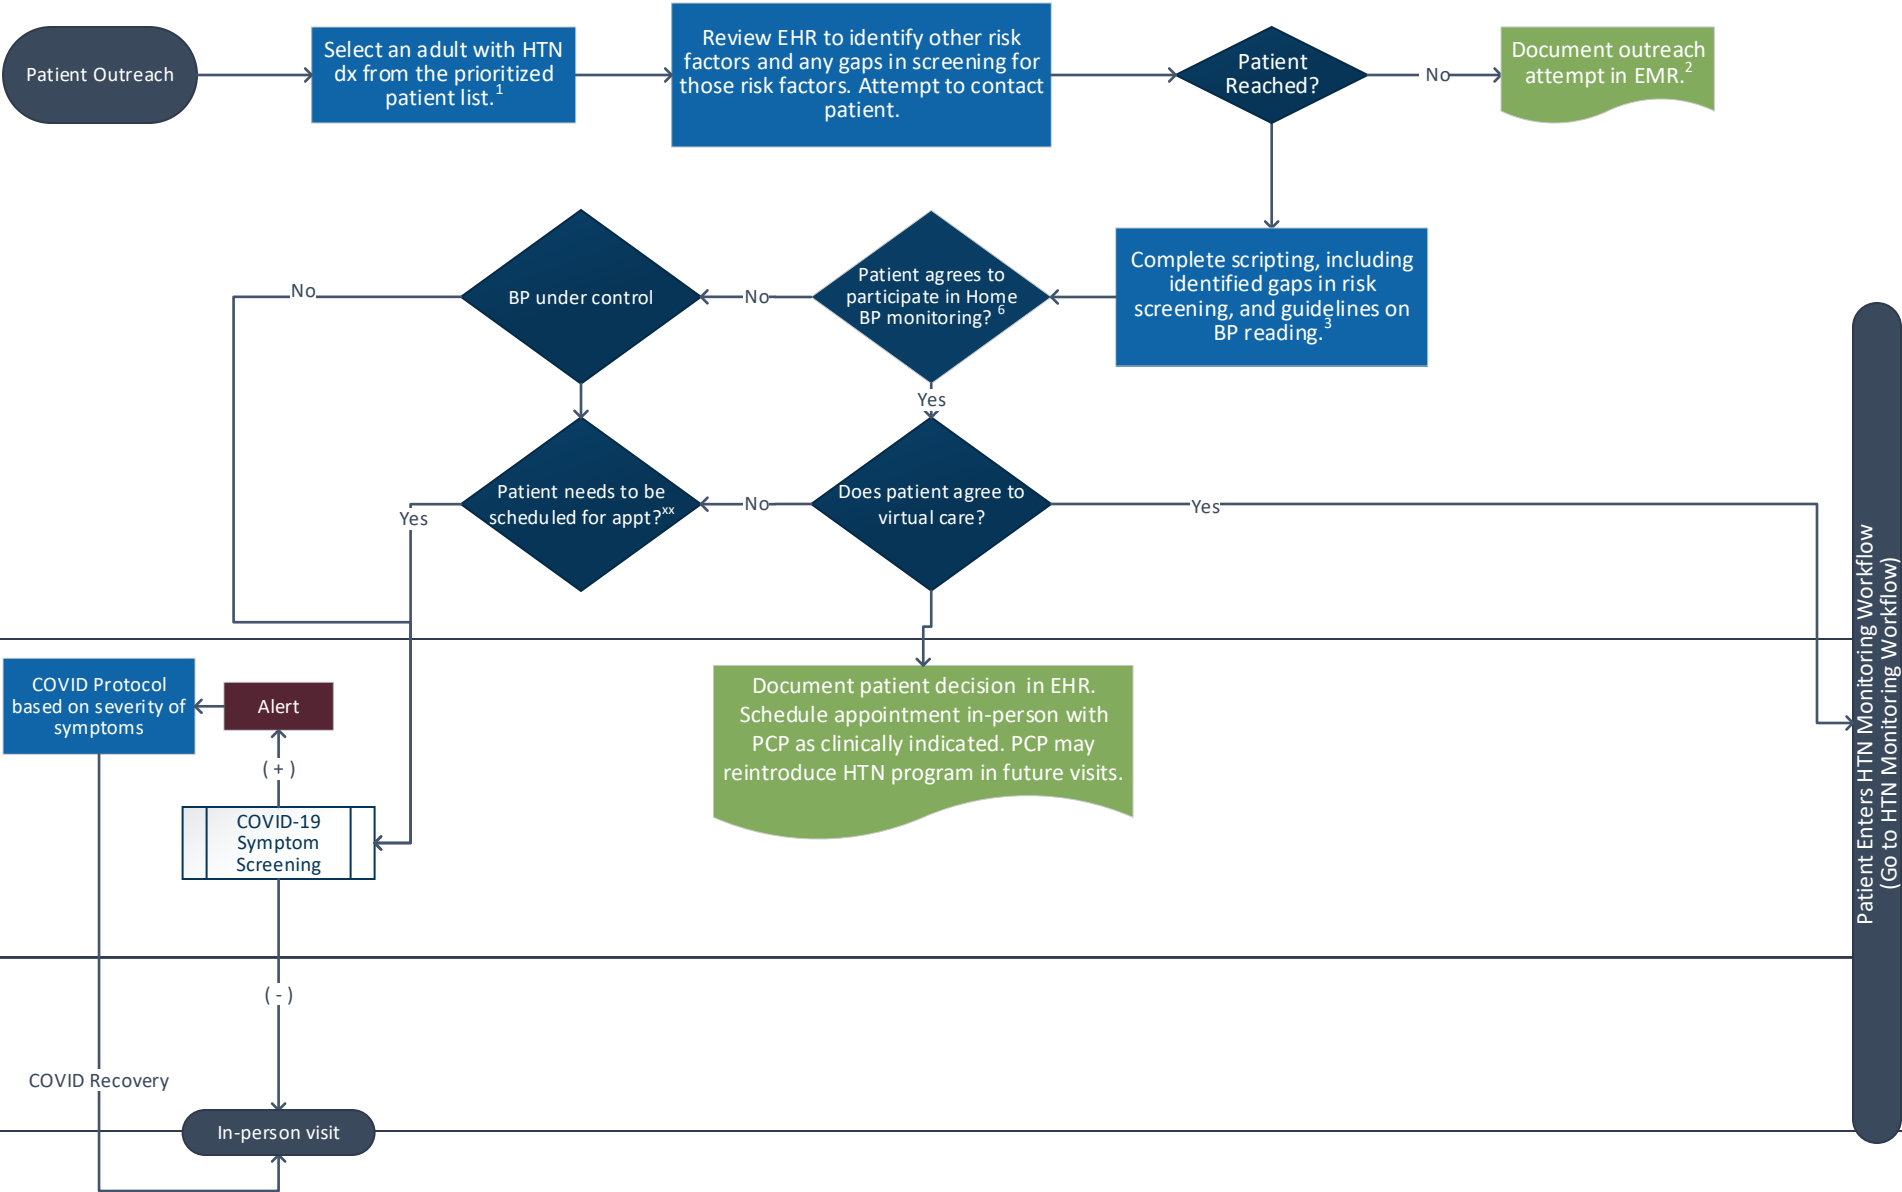 Patient Outreach
Select an adult with HTN
dx from the prioritized
patient list.1
Review EHR to identify other risk
factors and any gaps in screening for
those risk factors. Attempt to contact
patient.
Patient
Reached?
No
Document outreach
attempt in EMR.2
Complete scripting, including
identified gaps in risk
screening, and guidelines on
BP reading.3
Patient agrees to
participate in Home
BP monitoring? 6
No
BP under control
No
Yes
Does patient agree to
virtual care?
No
Patient needs to be
scheduled for appt?xx
Yes
Yes
Patient Enters HTN Monitoring Workflow
(Go to HTN Monitoring Workflow)
Document patient decision in EHR.
Schedule appointment in-person with
PCP as clinically indicated. PCP may
reintroduce HTN program in future visits.
COVID Protocol
based on severity of
symptoms
Alert
( + )
COVID-19
Symptom
Screening
( - )
COVID Recovery
In-person visit